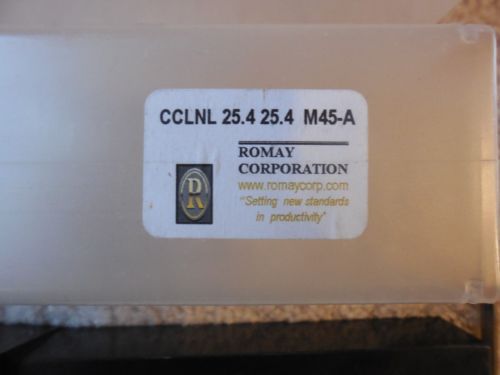 CCLNL 25.4 25.4 M45-A
ROMAY
CORPORATION
www.romaycorp.com
"Setting new standards
in productivity"
R